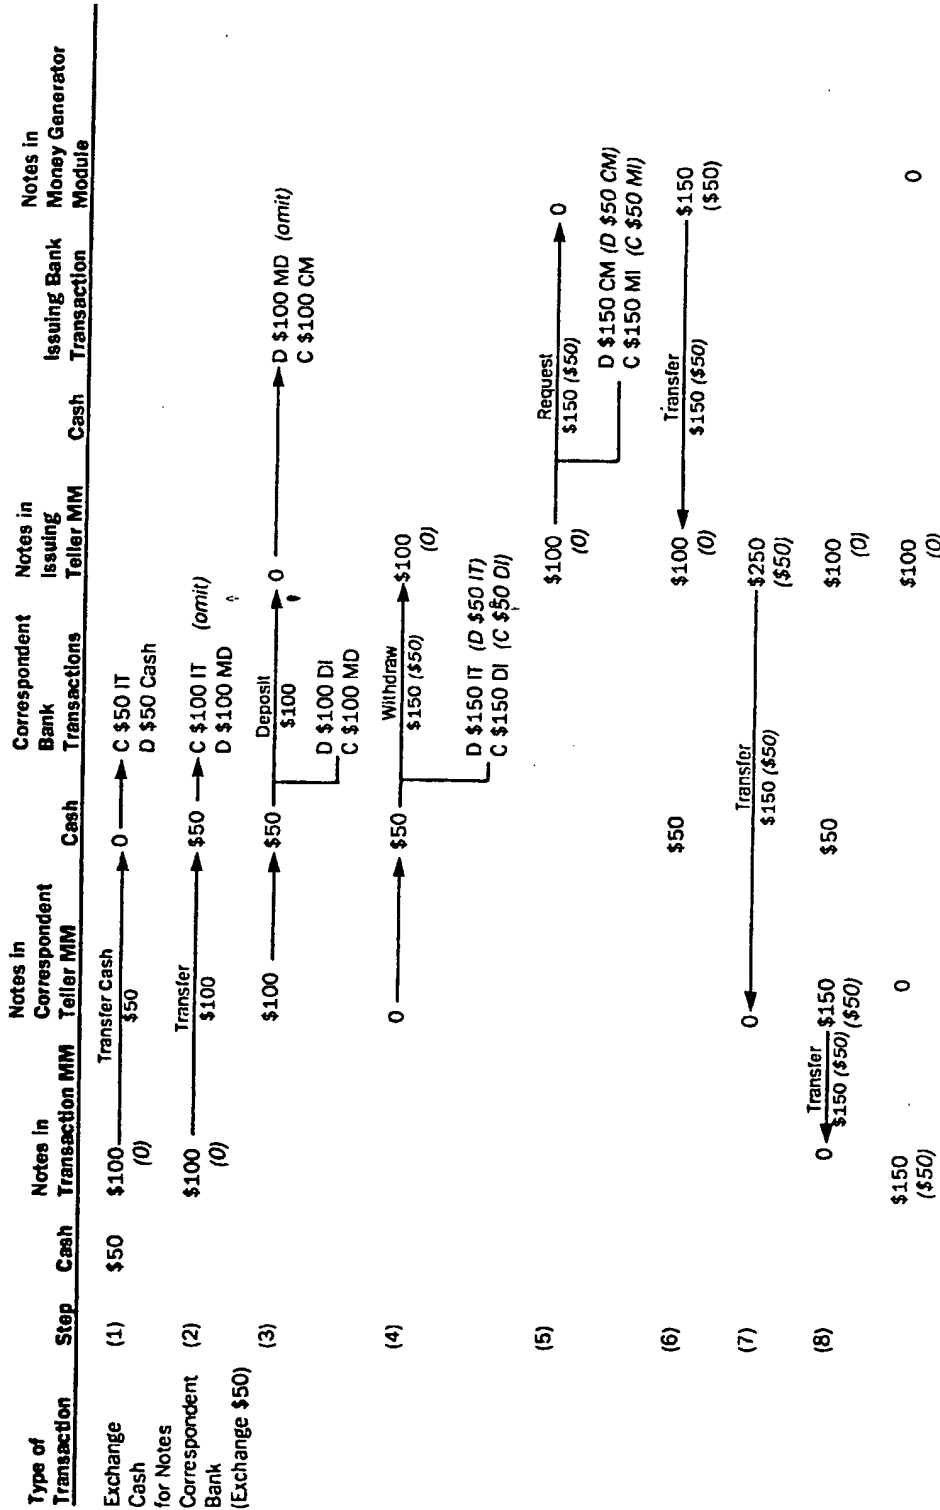 Type of Transaction
Step
Cash
Notes in Transaction MM
Notes in Correspondent Teller MM
Cash
Correspondent Bank Transactions
Notes in Issuing Teller MM
Cash
Issuing Bank Transaction
Notes in Money Generator Module
Exchange
Cash
for Notes
Correspondent
Bank
(Exchange $50)
(1) $50 $100 Transfer Cash 0 C $50 IT
(0) $50 D $50 Cash
(2) $100 Transfer $50 C $100 IT (omit)
(0) $100 D $100 MD
(3) $100 $50 Deposit 0 D $100 MD (omit)
$100 C $100 CM
D $100 DI
C $100 MD
(4) 0 $50 Withdraw $100
$150 ($50) (0)
D $150 IT (D $50 IT)
C $150 DI (C $50 DI)
(5) $100 Request 0
(0) $150 ($50)
D $150 CM (D $50 CM)
C $150 MI (C $50 MI)
(6) $50 $100 Transfer $150
(0) $150 ($50) ($50)
(7) 0 Transfer $250
$150 ($50) ($50)
(8) 0 Transfer $150 $50 $100
$150 ($50) ($50) (0)
$150 0 $100 0
($50) (0)